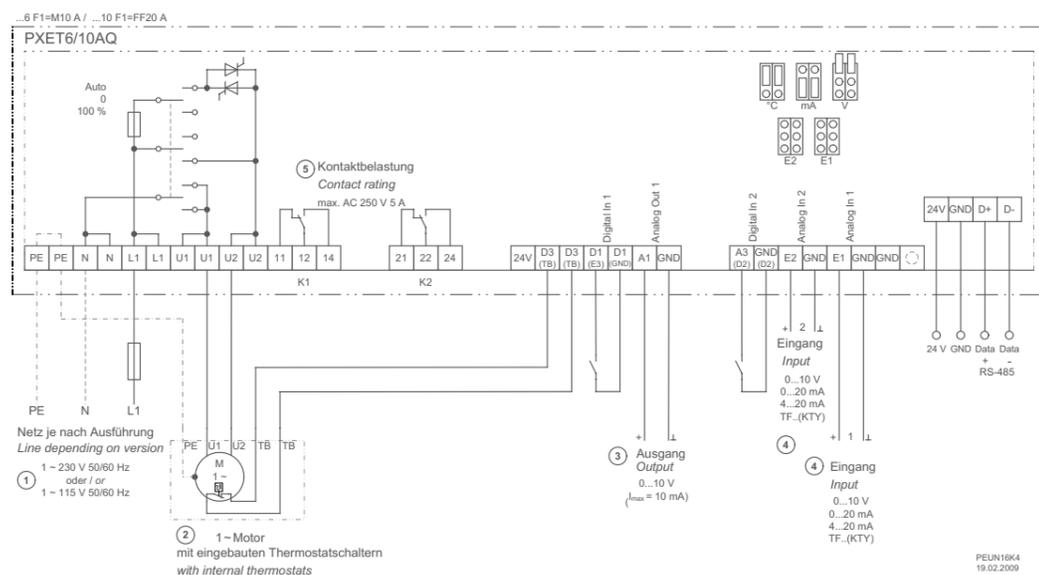 ...6 F1=M10 A / ...10 F1=FF20 A
PXET6/10AQ
Auto
0
100 %
5 Kontaktbelastung
Contact rating
max. AC 250 V 5 A
°C mA V
E2 E1
Digital In 1
Analog Out 1
Digital In 2
Analog In 2
Analog In 1
24V GND D+ D-
PE PE N N L1 L1 U1 U1 U2 U2 11 12 14
K1
21 22 24
K2
24V D3 (TB) D3 (TB) D1 (E3) D1 (GND) A1 GND
A3 (D2) GND (D2) E2 GND E1 GND GND
24 V GND Data + Data -
RS-485
+ 2 ⊥
Eingang
Input
0...10 V
0...20 mA
4...20 mA
TF..(KTY)
4
PE N L1
Netz je nach Ausführung
Line depending on version
1 1 ~ 230 V 50/60 Hz
oder / or
1 ~ 115 V 50/60 Hz
PE U1 U2 TB TB
M
1 ~
2 1~Motor
mit eingebauten Thermostatschaltern
with internal thermostats
+ ⊥
3 Ausgang
Output
0...10 V
(Imax = 10 mA)
+ 1 ⊥
4 Eingang
Input
0...10 V
0...20 mA
4...20 mA
TF..(KTY)
PEUN16K4
19.02.2009